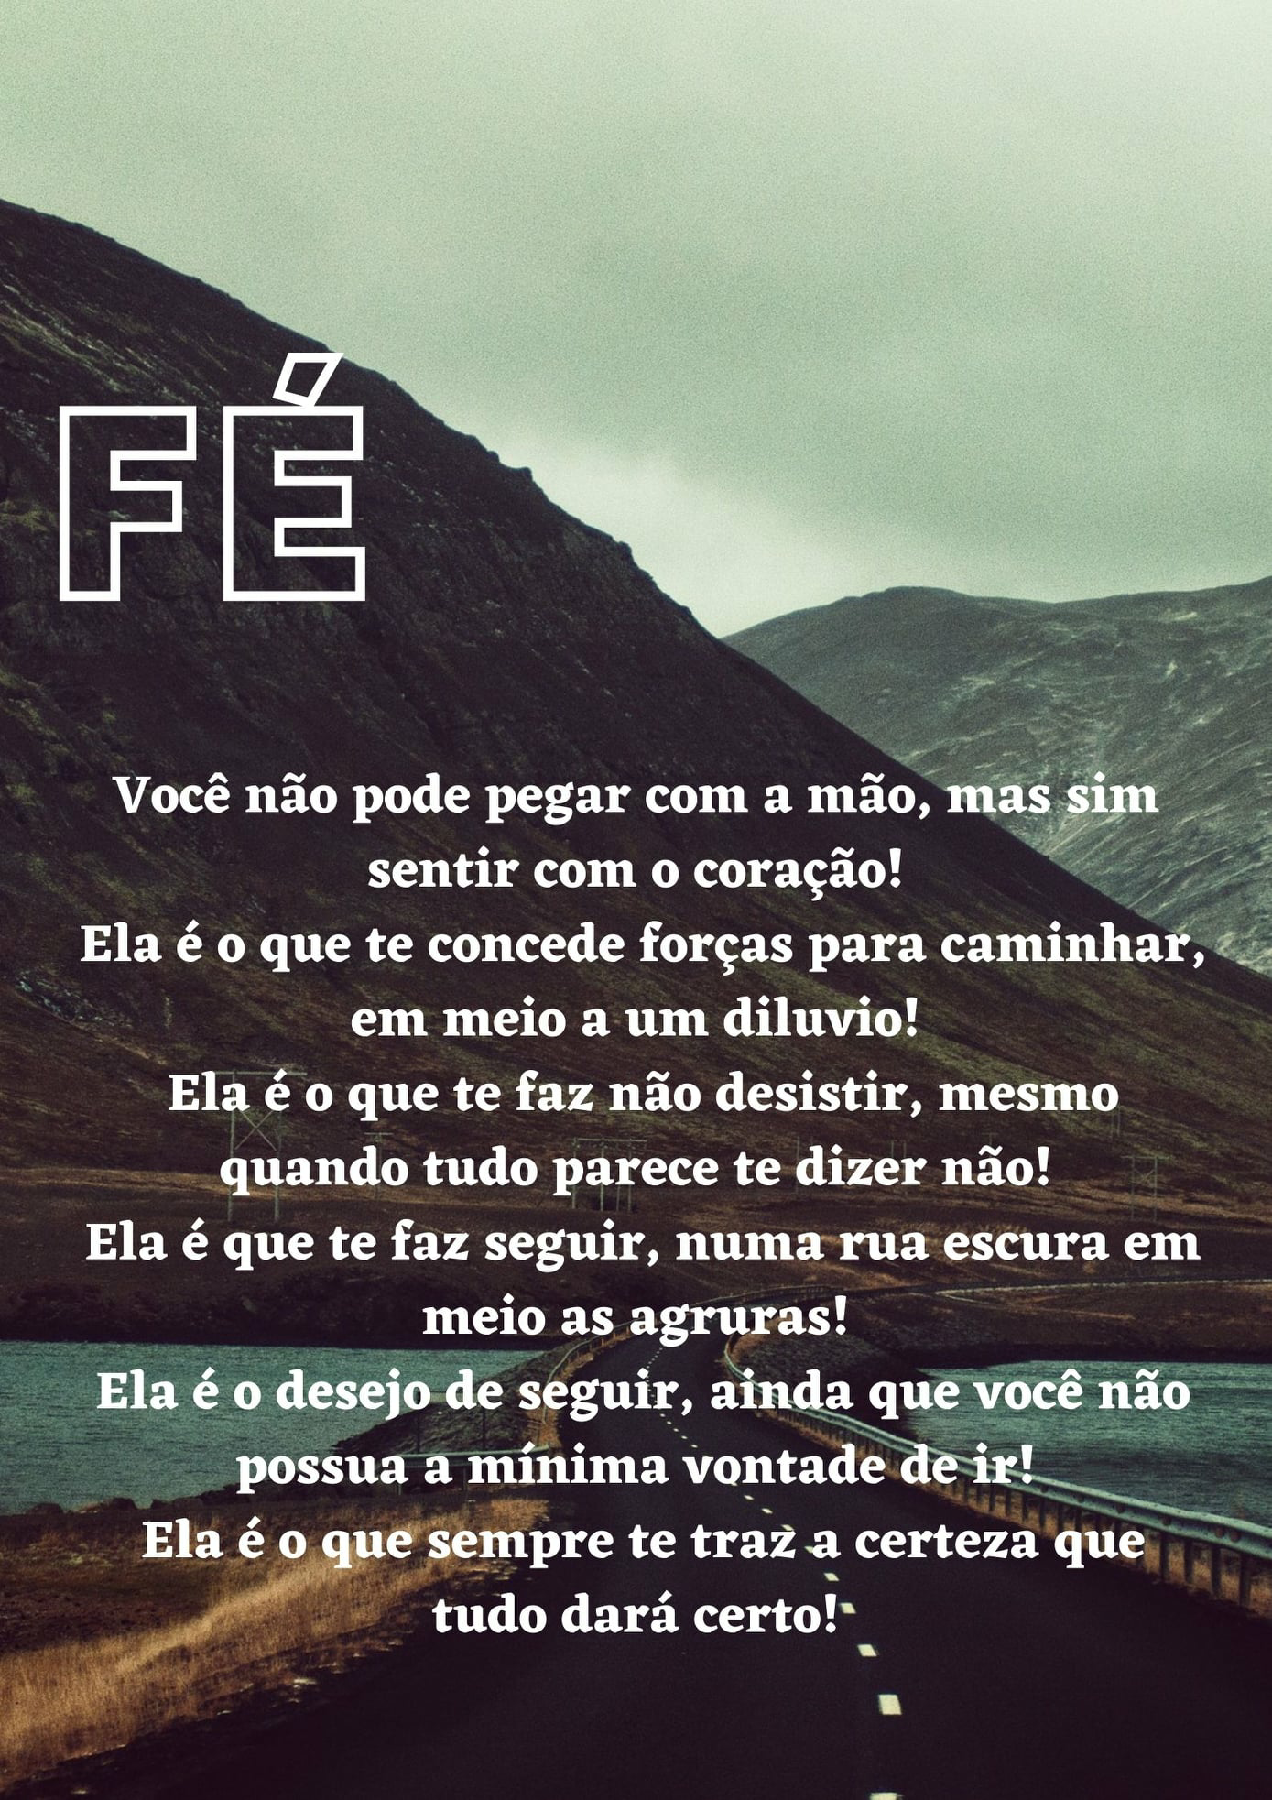 FÉ
Você não pode pegar com a mão, mas sim
sentir com o coração!
Ela é o que te concede forças para caminhar,
em meio a um diluvio!
Ela é o que te faz não desistir, mesmo
quando tudo parece te dizer não!
Ela é que te faz seguir, numa rua escura em
meio as agruras!
Ela é o desejo de seguir, ainda que você não
possua a mínima vontade de ir!
Ela é o que sempre te traz a certeza que
tudo dará certo!